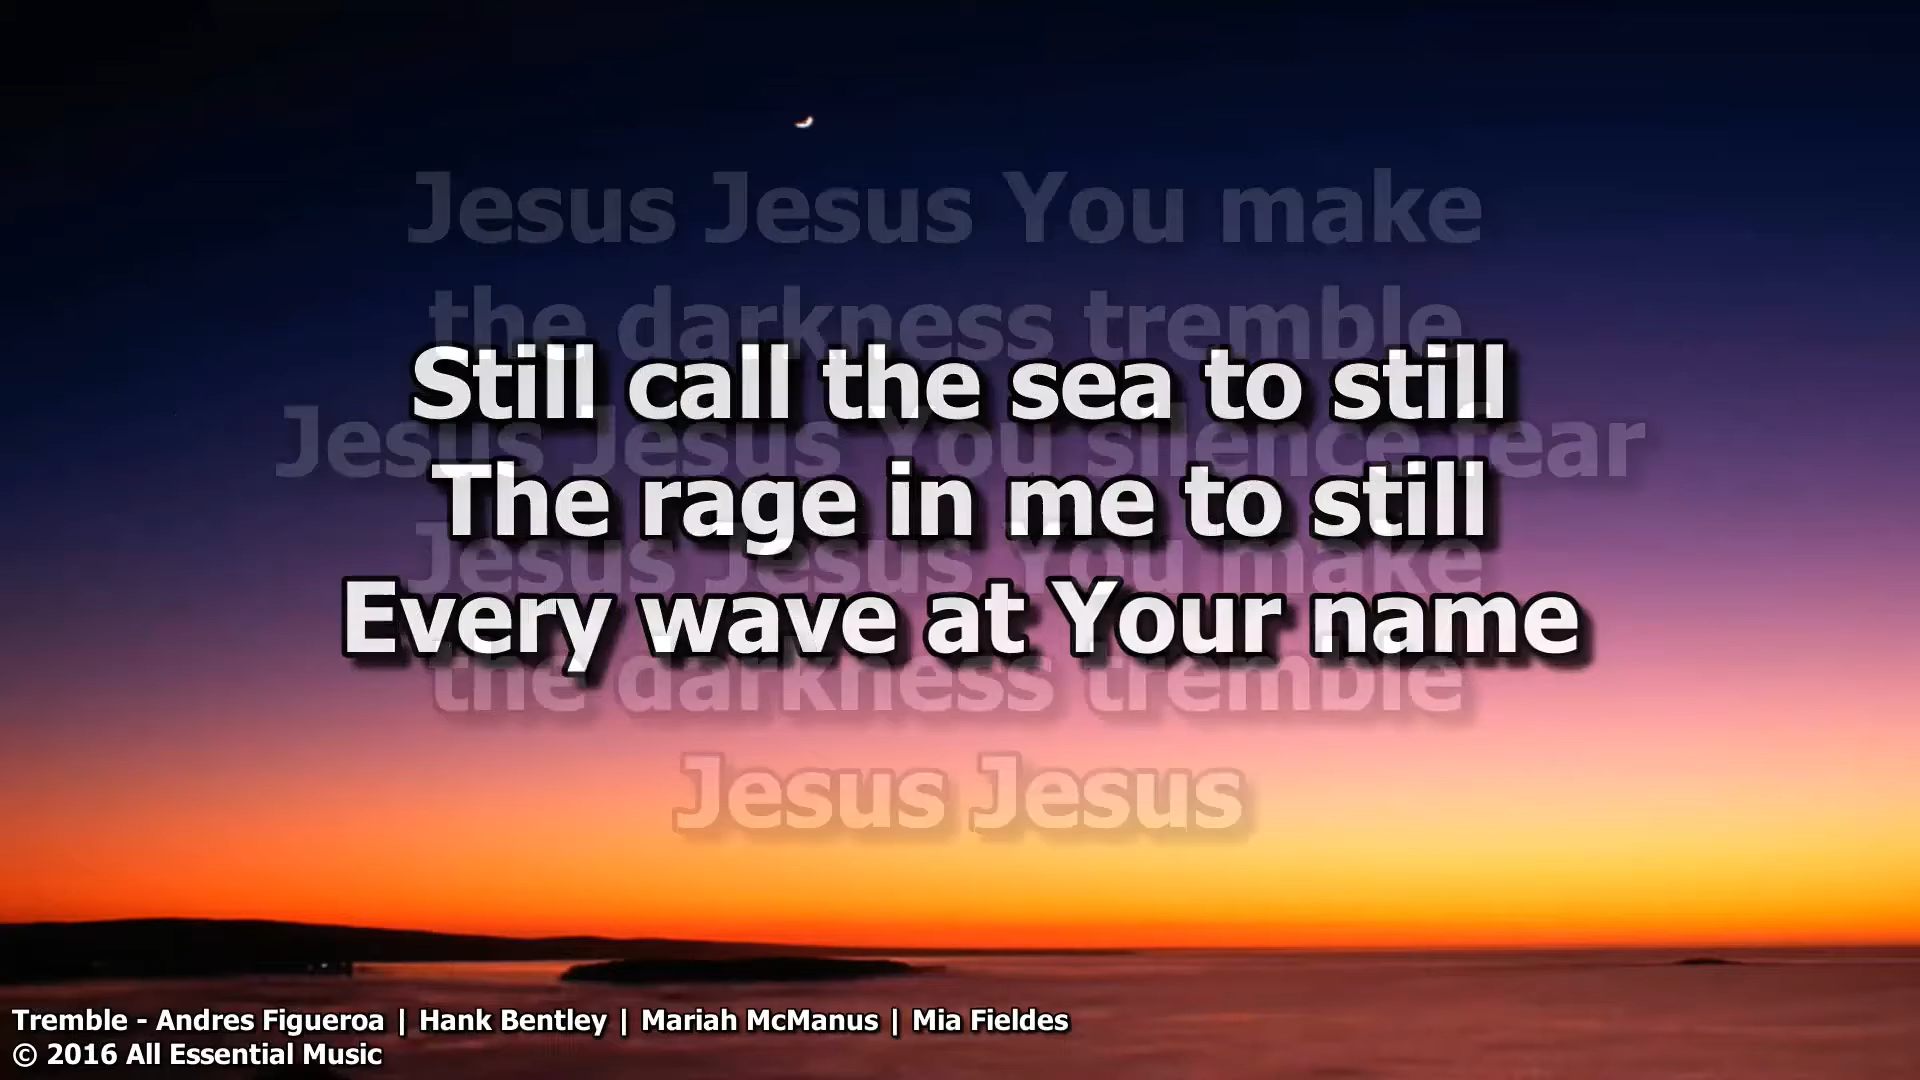 Jesus Jesus You make
the darkness tremble
Still call the sea to still
Jesus Jesus You silence fear
The rage in me to still
Jesus Jesus You make
Every wave at Your name
the darkness tremble
Jesus Jesus
Tremble - Andres Figueroa | Hank Bentley | Mariah McManus | Mia Fieldes
© 2016 All Essential Music